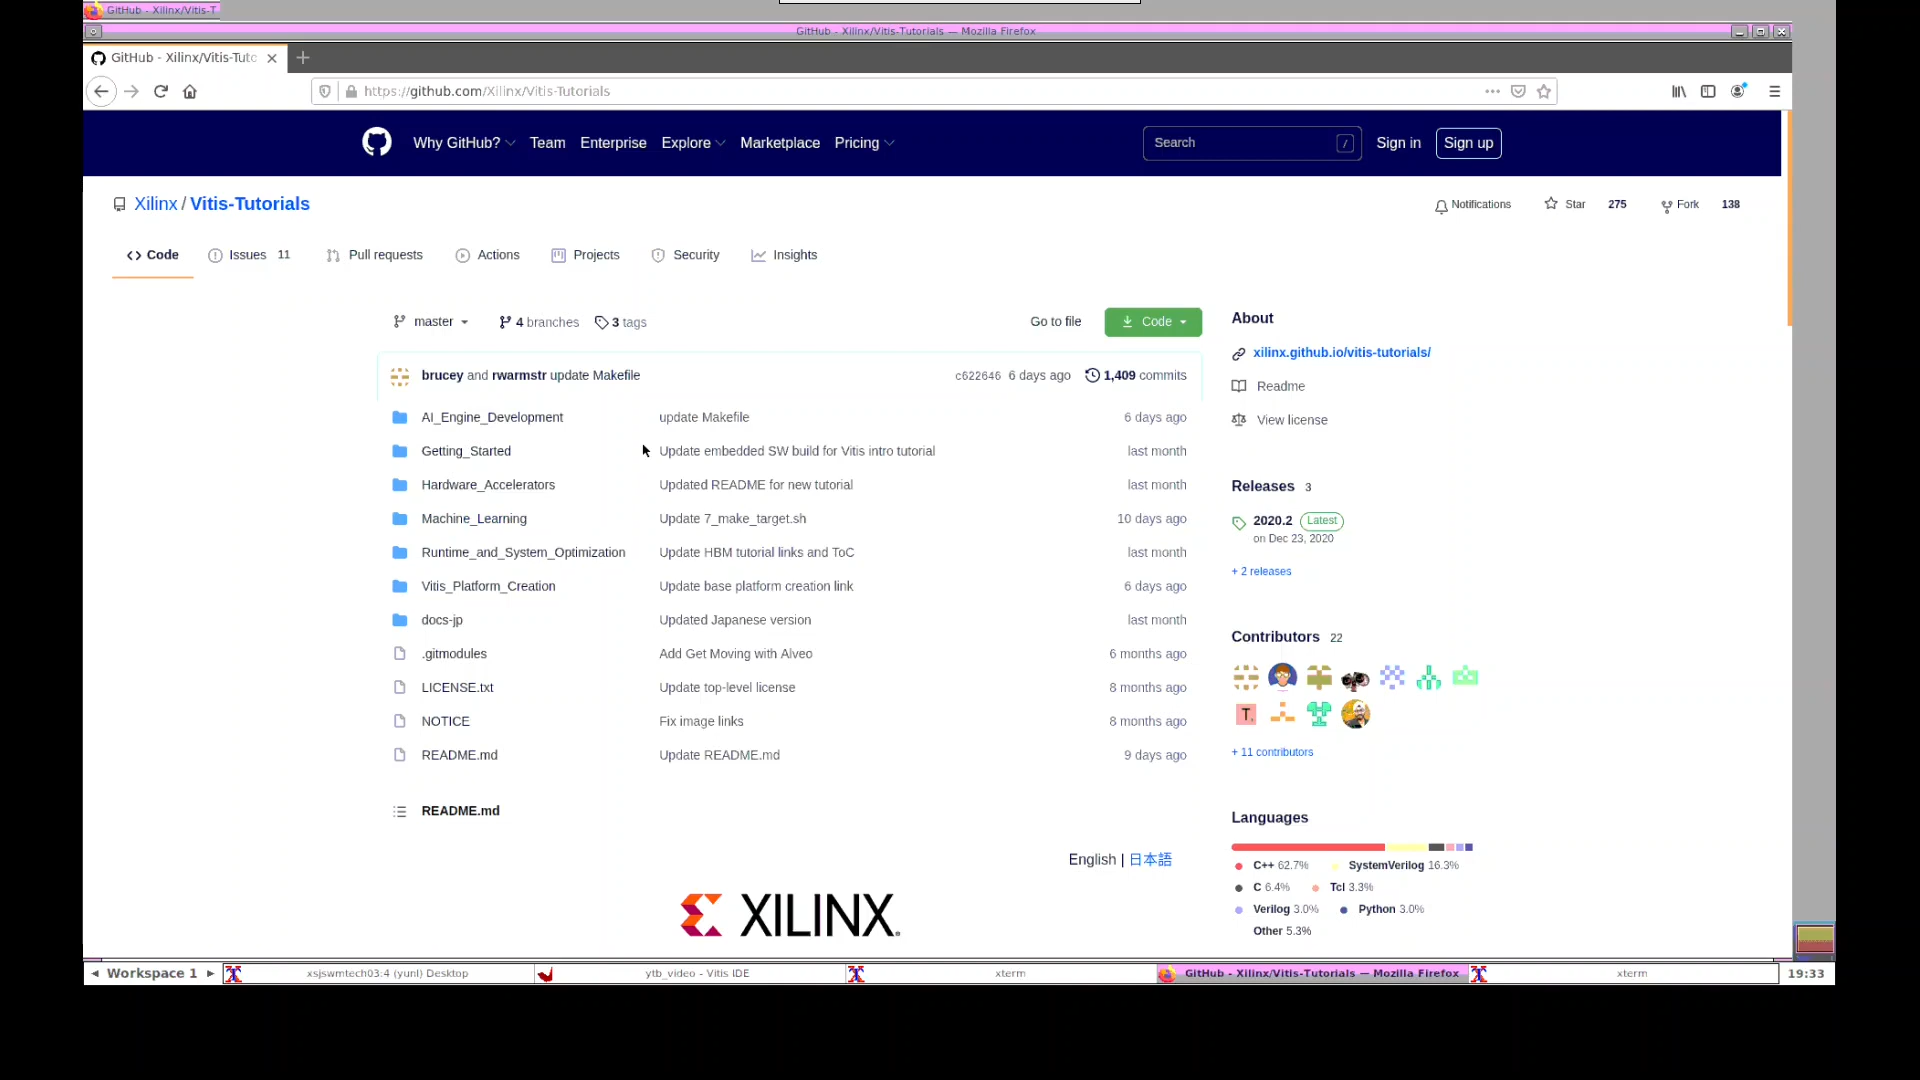 GitHub - Xilinx/Vitis-T
GitHub - Xilinx/Vitis-Tutorials — Mozilla Firefox
GitHub - Xilinx/Vitis-Tuto
https://github.com/Xilinx/Vitis-Tutorials
Why GitHub? Team Enterprise Explore Marketplace Pricing Search / Sign in Sign up
Xilinx / Vitis-Tutorials Notifications Star 275 Fork 138
Code Issues 11 Pull requests Actions Projects Security Insights
master 4 branches 3 tags Go to file Code
brucey and rwarmstr update Makefile c622646 6 days ago 1,409 commits
AI_Engine_Development update Makefile 6 days ago
Getting_Started Update embedded SW build for Vitis intro tutorial last month
Hardware_Accelerators Updated README for new tutorial last month
Machine_Learning Update 7_make_target.sh 10 days ago
Runtime_and_System_Optimization Update HBM tutorial links and ToC last month
Vitis_Platform_Creation Update base platform creation link 6 days ago
docs-jp Updated Japanese version last month
.gitmodules Add Get Moving with Alveo 6 months ago
LICENSE.txt Update top-level license 8 months ago
NOTICE Fix image links 8 months ago
README.md Update README.md 9 days ago
README.md
English | 日本語
XILINX
About
xilinx.github.io/vitis-tutorials/
Readme
View license
Releases 3
2020.2 Latest
on Dec 23, 2020
+ 2 releases
Contributors 22
T.
+ 11 contributors
Languages
C++ 62.7% SystemVerilog 16.3%
C 6.4% Tcl 3.3%
Verilog 3.0% Python 3.0%
Other 5.3%
Workspace 1 xsjswmtech03:4 (yunl) Desktop ytb_video - Vitis IDE xterm GitHub - Xilinx/Vitis-Tutorials — Mozilla Firefox xterm 19:33